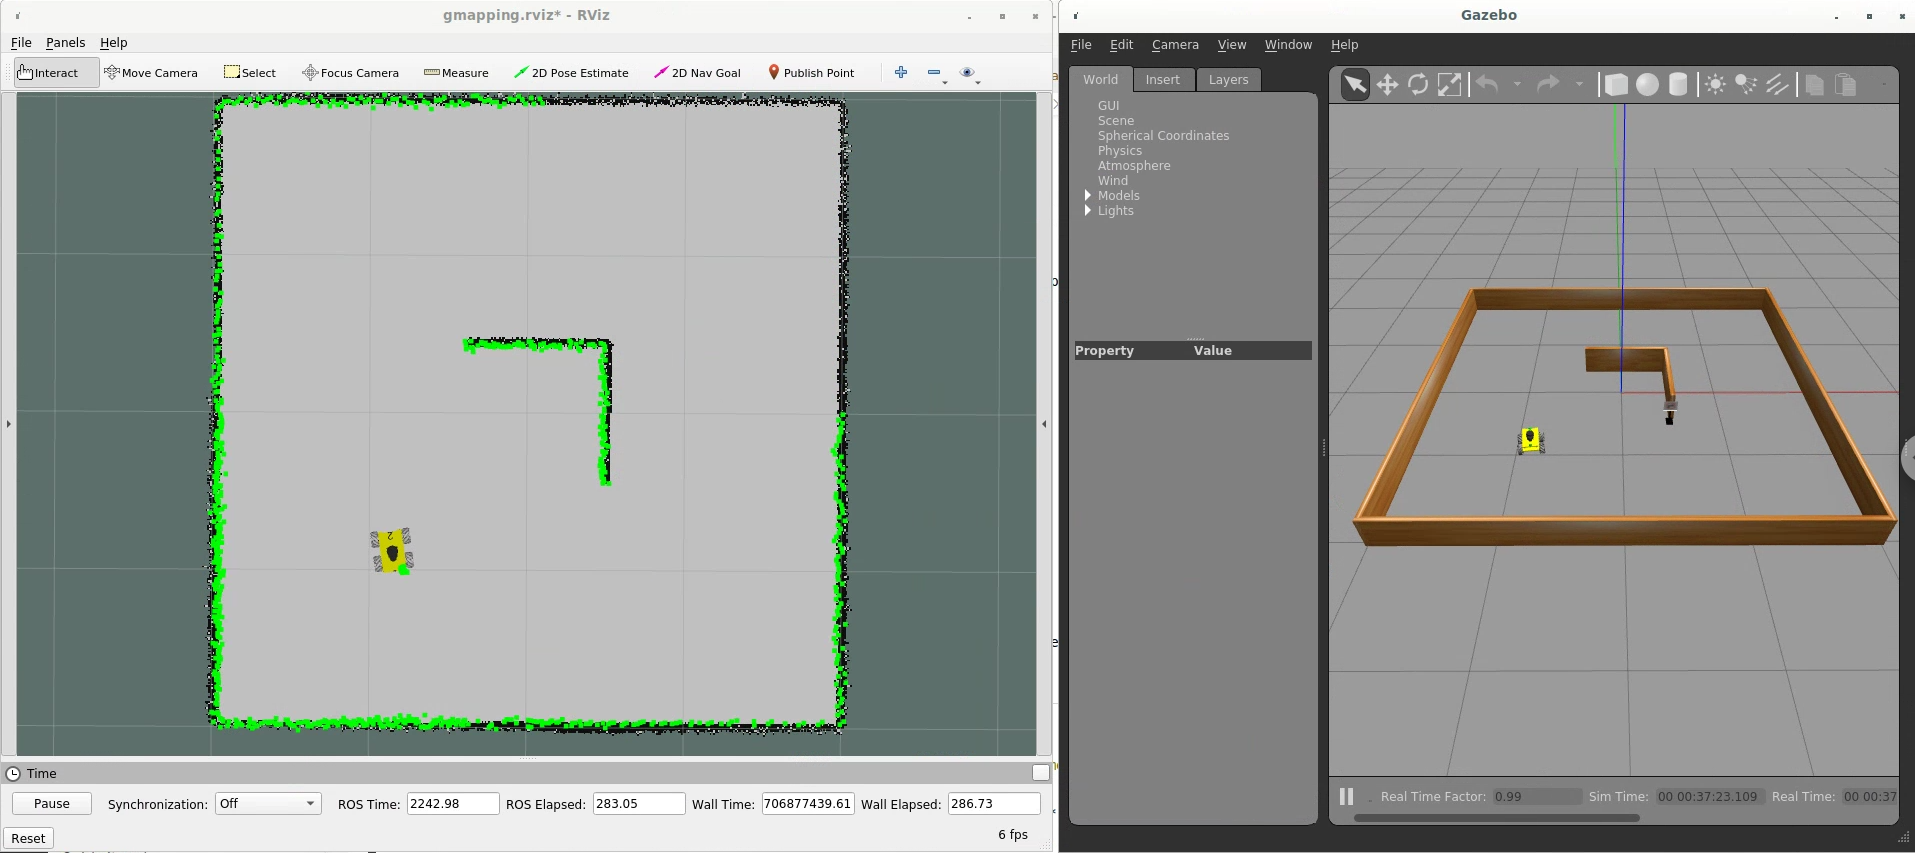 gmapping.rviz* - RViz
File Panels Help
Interact Move Camera Select Focus Camera Measure 2D Pose Estimate 2D Nav Goal Publish Point
2
Time
Pause Synchronization: Off ROS Time: 2242.98 ROS Elapsed: 283.05 Wall Time: 706877439.61 Wall Elapsed: 286.73
Reset 6 fps
Gazebo
File Edit Camera View Window Help
World Insert Layers
GUI
Scene
Spherical Coordinates
Physics
Atmosphere
Wind
Models
Lights
Property Value
Real Time Factor: 0.99 Sim Time: 00 00:37:23.109 Real Time: 00 00:37